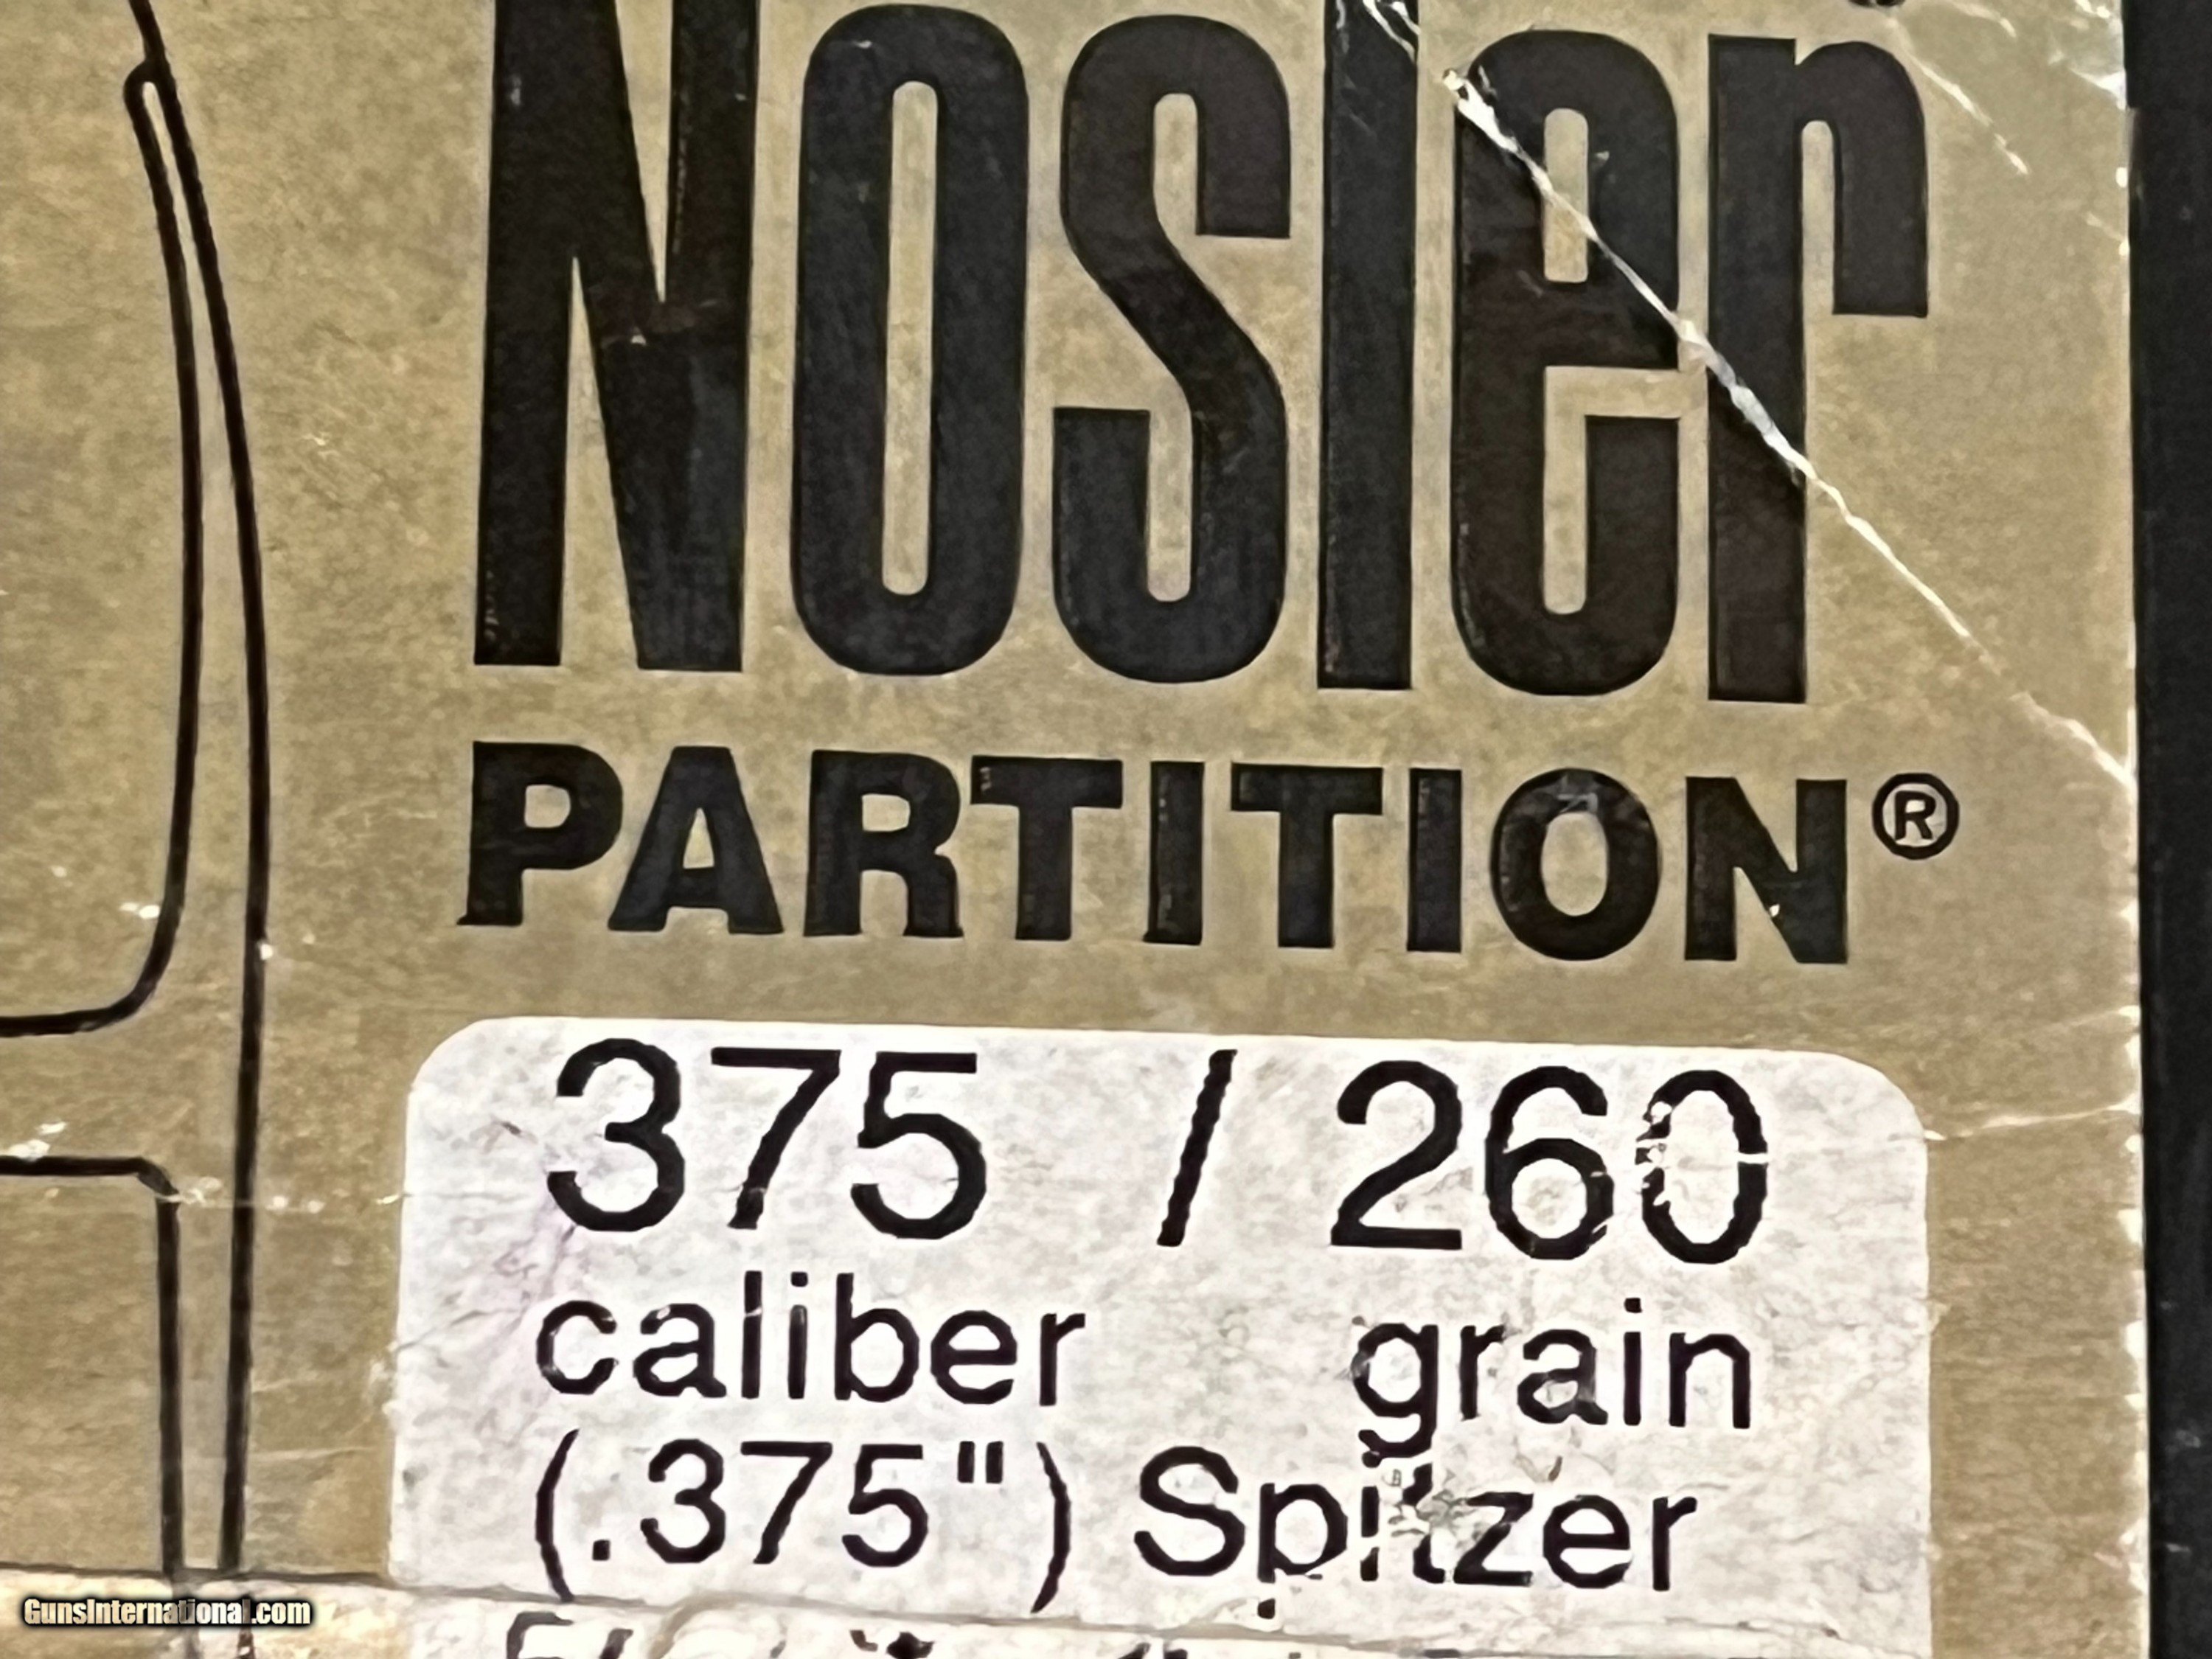 Nosler
PARTITION®
375 / 260
caliber grain
(.375") Spitzer
GunsInternational.com